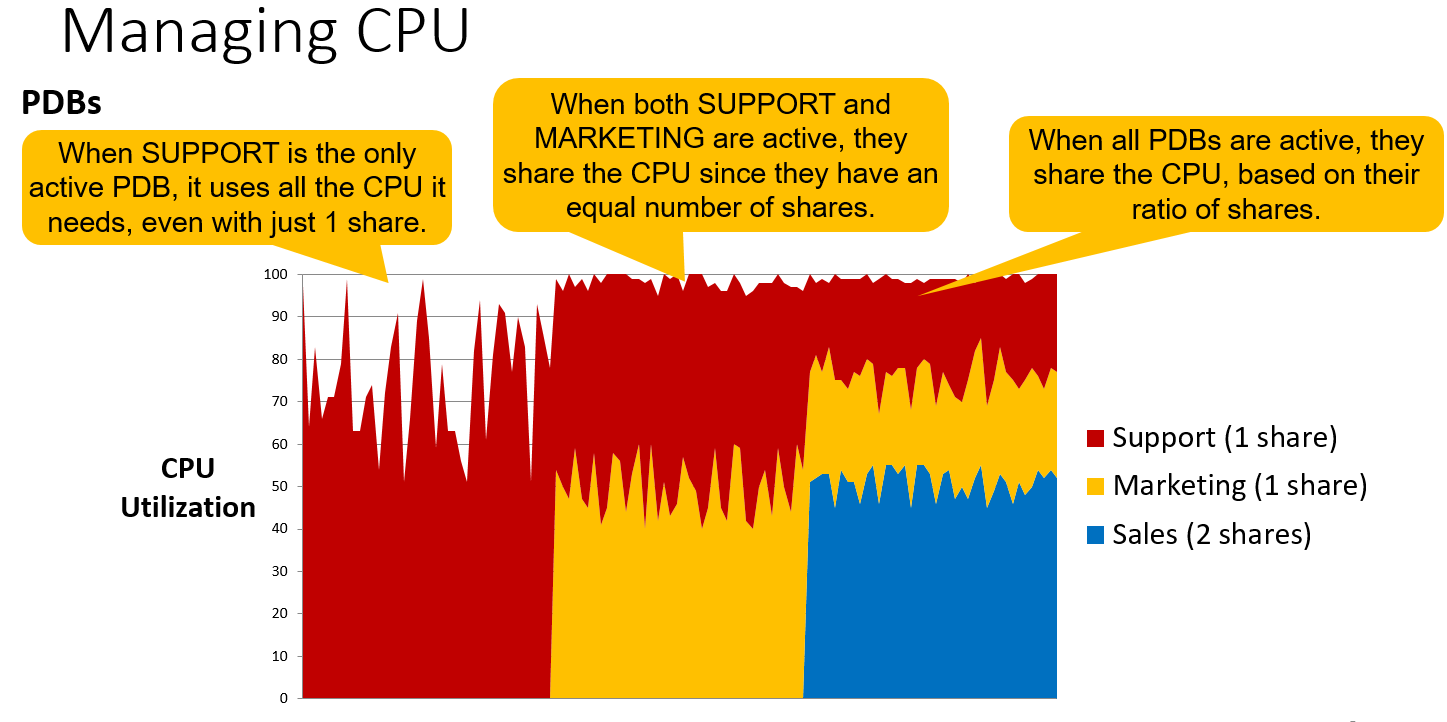 Managing CPU
PDBs
When SUPPORT is the only
active PDB, it uses all the CPU it
needs, even with just 1 share.
When both SUPPORT and
MARKETING are active, they
share the CPU since they have an
equal number of shares.
When all PDBs are active, they
share the CPU, based on their
ratio of shares.
CPU
Utilization
100
90
80
70
60
50
40
30
20
10
0
Support (1 share)
Marketing (1 share)
Sales (2 shares)